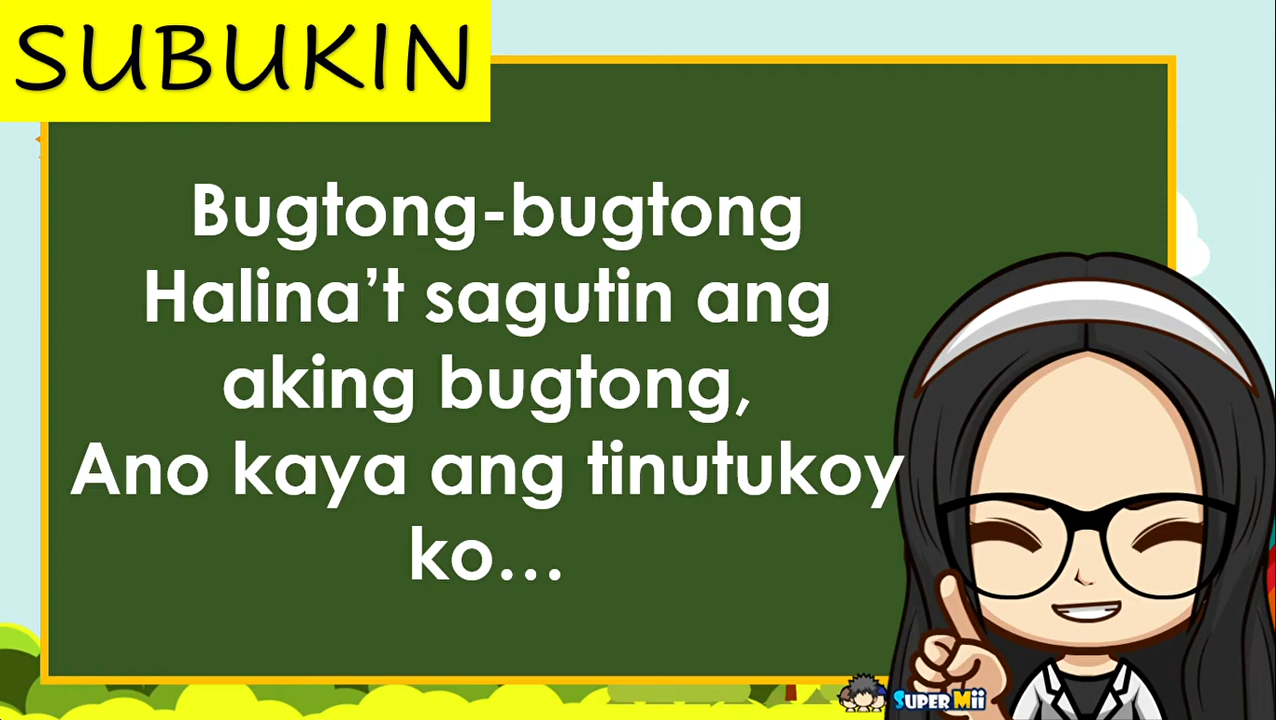 SUBUKIN
Bugtong-bugtong
Halina’t sagutin ang
aking bugtong,
Ano kaya ang tinutukoy
ko…
SUPER Mii